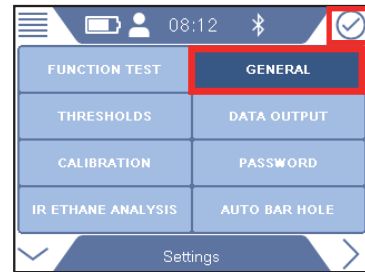 08:12
FUNCTION TEST GENERAL
THRESHOLDS DATA OUTPUT
CALIBRATION PASSWORD
IR ETHANE ANALYSIS AUTO BAR HOLE
Settings